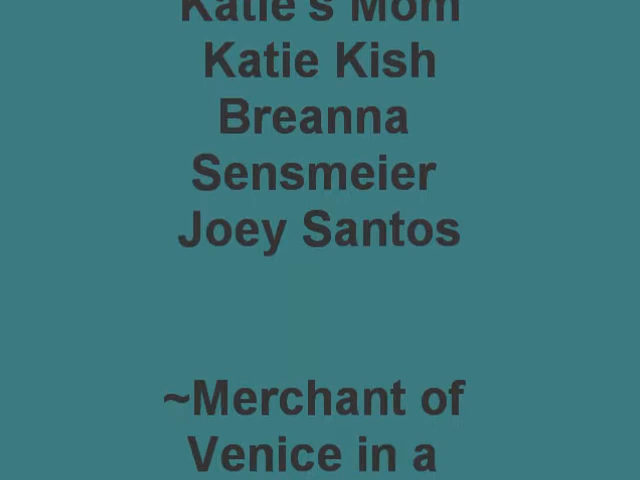 Katie's Mom
Katie Kish
Breanna
Sensmeier
Joey Santos
~Merchant of
Venice in a